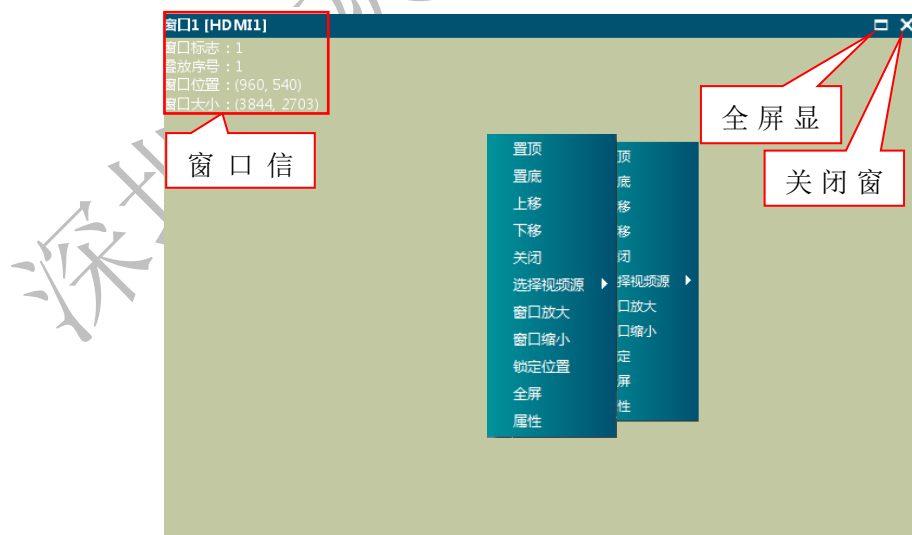 窗口1 [HDMI1]
窗口标志：1
叠放序号：1
窗口位置：(960, 540)
窗口大小：(3844, 2703)
全屏显
窗口信
关闭窗
置顶
置底
上移
下移
关闭
选择视频源
窗口放大
窗口缩小
锁定位置
全屏
属性
顶
底
移
移
闭
择视频源
口放大
口缩小
定
屏
性
深圳